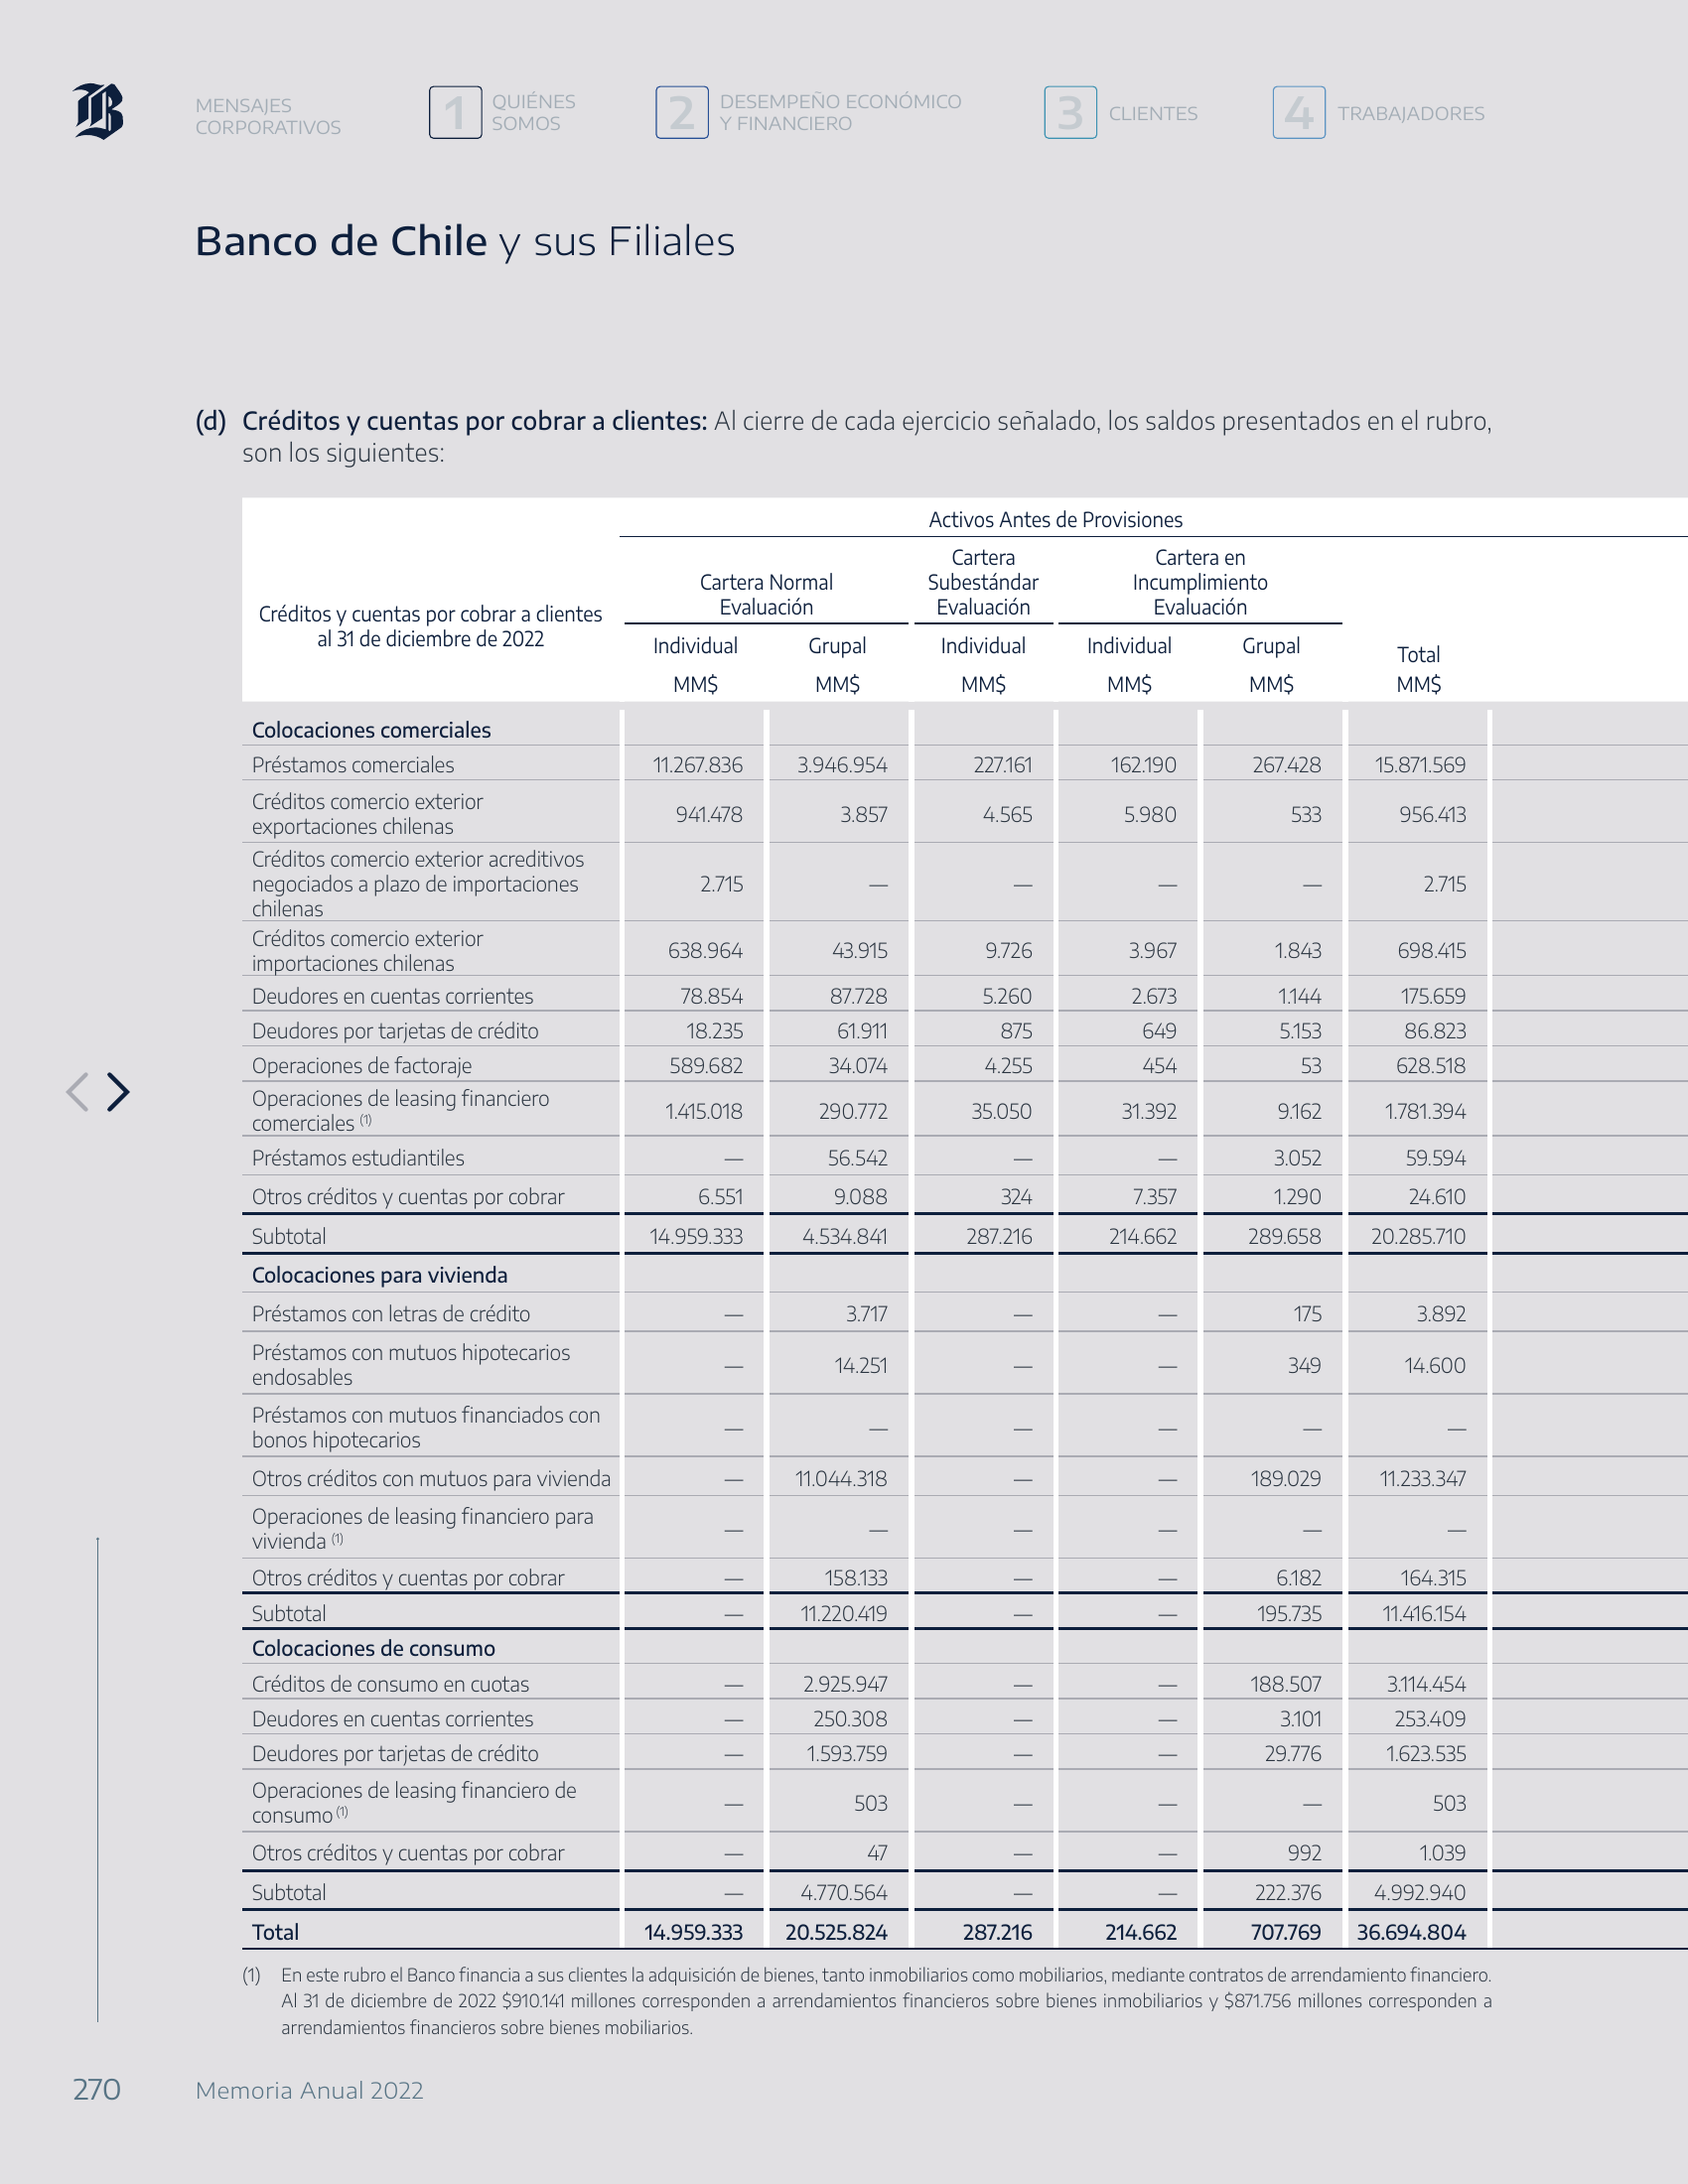 B
MENSAJES
CORPORATIVOS
1
QUIÉNES
SOMOS
2
DESEMPEÑO ECONÓMICO
Y FINANCIERO
3
CLIENTES
4
TRABAJADORES
Banco de Chile y sus Filiales
(d) Créditos y cuentas por cobrar a clientes: Al cierre de cada ejercicio señalado, los saldos presentados en el rubro,
son los siguientes:
Créditos y cuentas por cobrar a clientes
al 31 de diciembre de 2022
Activos Antes de Provisiones
Cartera Normal
Evaluación
Cartera
Subestándar
Evaluación
Cartera en
Incumplimiento
Evaluación
Individual Grupal Individual Individual Grupal Total
MM$ MM$ MM$ MM$ MM$ MM$
Colocaciones comerciales
Préstamos comerciales 11.267.836 3.946.954 227.161 162.190 267.428 15.871.569
Créditos comercio exterior
exportaciones chilenas 941.478 3.857 4.565 5.980 533 956.413
Créditos comercio exterior acreditivos
negociados a plazo de importaciones
chilenas 2.715 — — — — 2.715
Créditos comercio exterior
importaciones chilenas 638.964 43.915 9.726 3.967 1.843 698.415
Deudores en cuentas corrientes 78.854 87.728 5.260 2.673 1.144 175.659
Deudores por tarjetas de crédito 18.235 61.911 875 649 5.153 86.823
Operaciones de factoraje 589.682 34.074 4.255 454 53 628.518
Operaciones de leasing financiero
comerciales (1) 1.415.018 290.772 35.050 31.392 9.162 1.781.394
Préstamos estudiantiles — 56.542 — — 3.052 59.594
Otros créditos y cuentas por cobrar 6.551 9.088 324 7.357 1.290 24.610
Subtotal 14.959.333 4.534.841 287.216 214.662 289.658 20.285.710
Colocaciones para vivienda
Préstamos con letras de crédito — 3.717 — — 175 3.892
Préstamos con mutuos hipotecarios
endosables — 14.251 — — 349 14.600
Préstamos con mutuos financiados con
bonos hipotecarios — — — — — —
Otros créditos con mutuos para vivienda — 11.044.318 — — 189.029 11.233.347
Operaciones de leasing financiero para
vivienda (1) — — — — — —
Otros créditos y cuentas por cobrar — 158.133 — — 6.182 164.315
Subtotal — 11.220.419 — — 195.735 11.416.154
Colocaciones de consumo
Créditos de consumo en cuotas — 2.925.947 — — 188.507 3.114.454
Deudores en cuentas corrientes — 250.308 — — 3.101 253.409
Deudores por tarjetas de crédito — 1.593.759 — — 29.776 1.623.535
Operaciones de leasing financiero de
consumo (1) — 503 — — — 503
Otros créditos y cuentas por cobrar — 47 — — 992 1.039
Subtotal — 4.770.564 — — 222.376 4.992.940
Total 14.959.333 20.525.824 287.216 214.662 707.769 36.694.804
(1) En este rubro el Banco financia a sus clientes la adquisición de bienes, tanto inmobiliarios como mobiliarios, mediante contratos de arrendamiento financiero.
Al 31 de diciembre de 2022 $910.141 millones corresponden a arrendamientos financieros sobre bienes inmobiliarios y $871.756 millones corresponden a
arrendamientos financieros sobre bienes mobiliarios.
270 Memoria Anual 2022